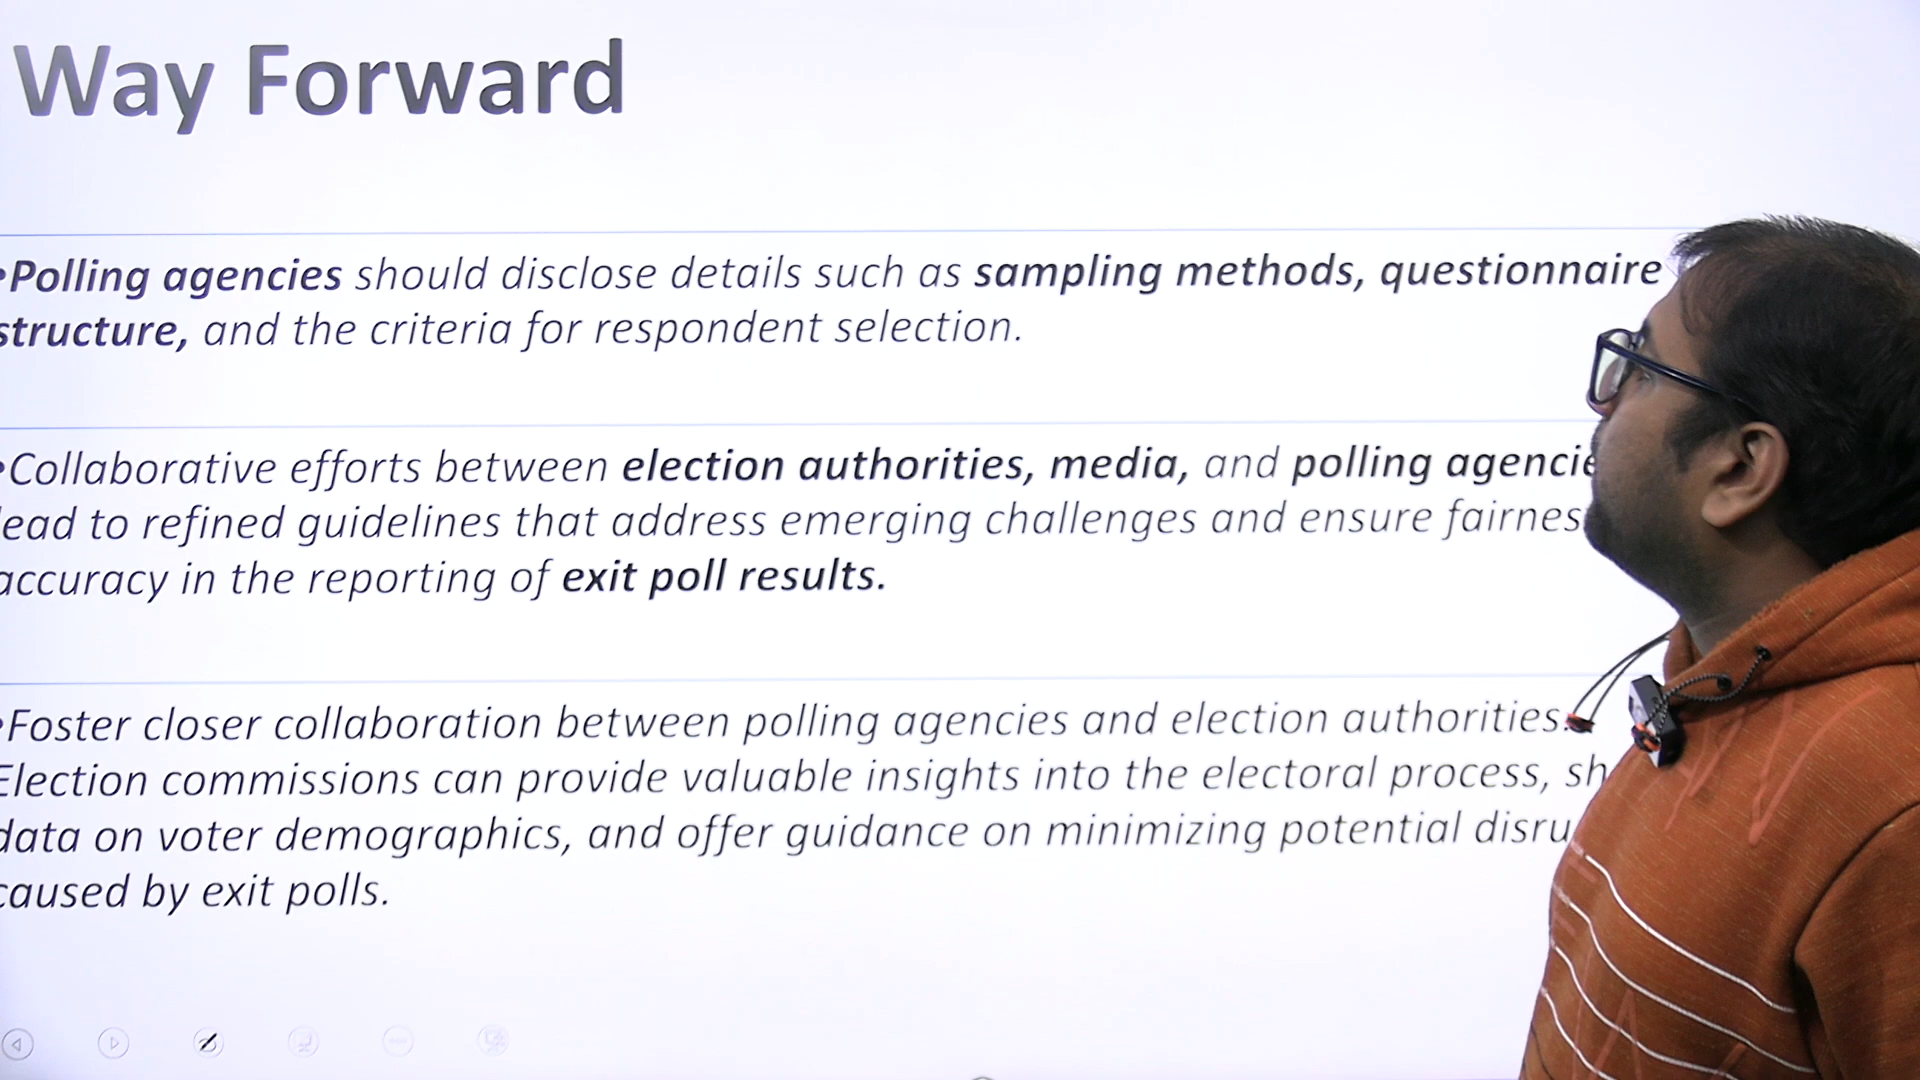 Way Forward
•Polling agencies should disclose details such as sampling methods, questionnaire
structure, and the criteria for respondent selection.
•Collaborative efforts between election authorities, media, and polling
lead to refined guidelines that address emerging challenges and ensure
accuracy in the reporting of exit poll results.
•Foster closer collaboration between polling agencies and election authorities.
Election commissions can provide valuable insights into the electoral process,
data on voter demographics, and offer guidance on minimizing potential
caused by exit polls.